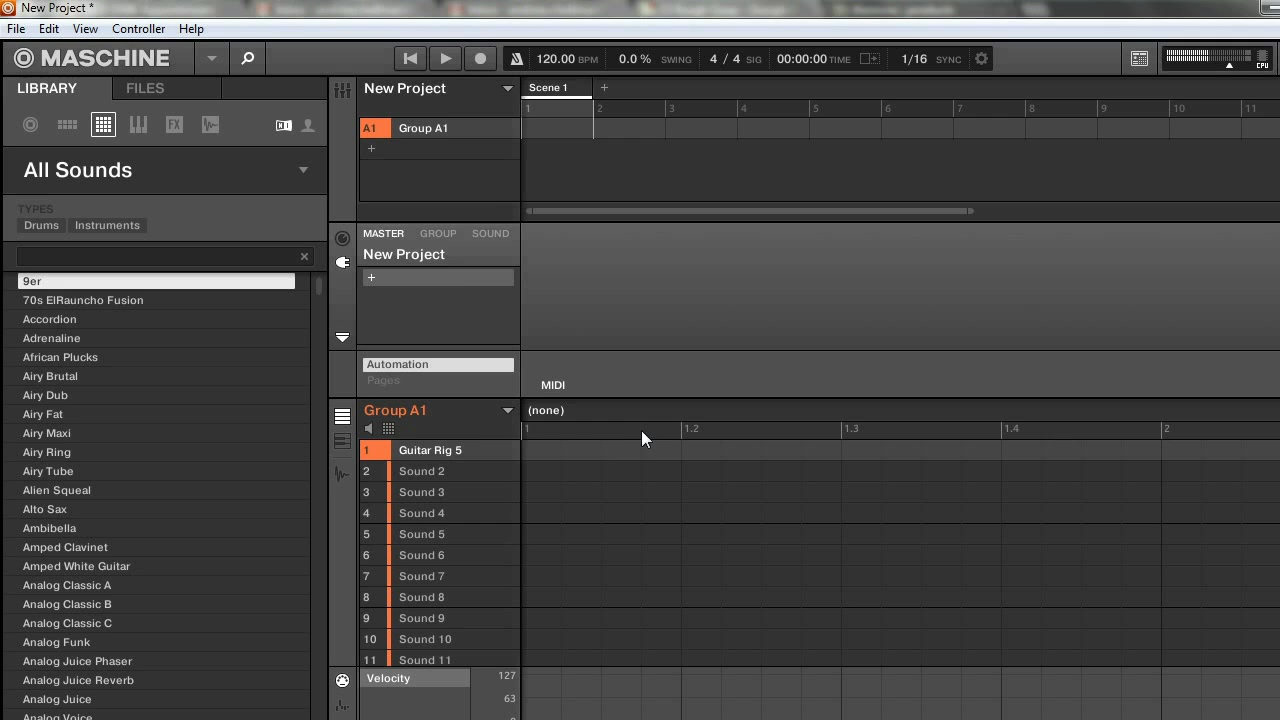 New Project *
File Edit View Controller Help
MASCHINE
120.00 BPM 0.0 % SWING 4 / 4 SIG 00:00:00 TIME 1/16 SYNC
CPU
LIBRARY FILES
All Sounds
TYPES
Drums Instruments
9er
70s ElRauncho Fusion
Accordion
Adrenaline
African Plucks
Airy Brutal
Airy Dub
Airy Fat
Airy Maxi
Airy Ring
Airy Tube
Alien Squeal
Alto Sax
Ambibella
Amped Clavinet
Amped White Guitar
Analog Classic A
Analog Classic B
Analog Classic C
Analog Funk
Analog Juice Phaser
Analog Juice Reverb
Analog Juice
Analog Voice
New Project
Scene 1 +
1 2 3 4 5 6 7 8 9 10 11
A1 Group A1
+
MASTER GROUP SOUND
New Project
+
Automation
Pages
MIDI
Group A1
(none)
1 1.2 1.3 1.4 2
1 Guitar Rig 5
2 Sound 2
3 Sound 3
4 Sound 4
5 Sound 5
6 Sound 6
7 Sound 7
8 Sound 8
9 Sound 9
10 Sound 10
11 Sound 11
Velocity 127
63